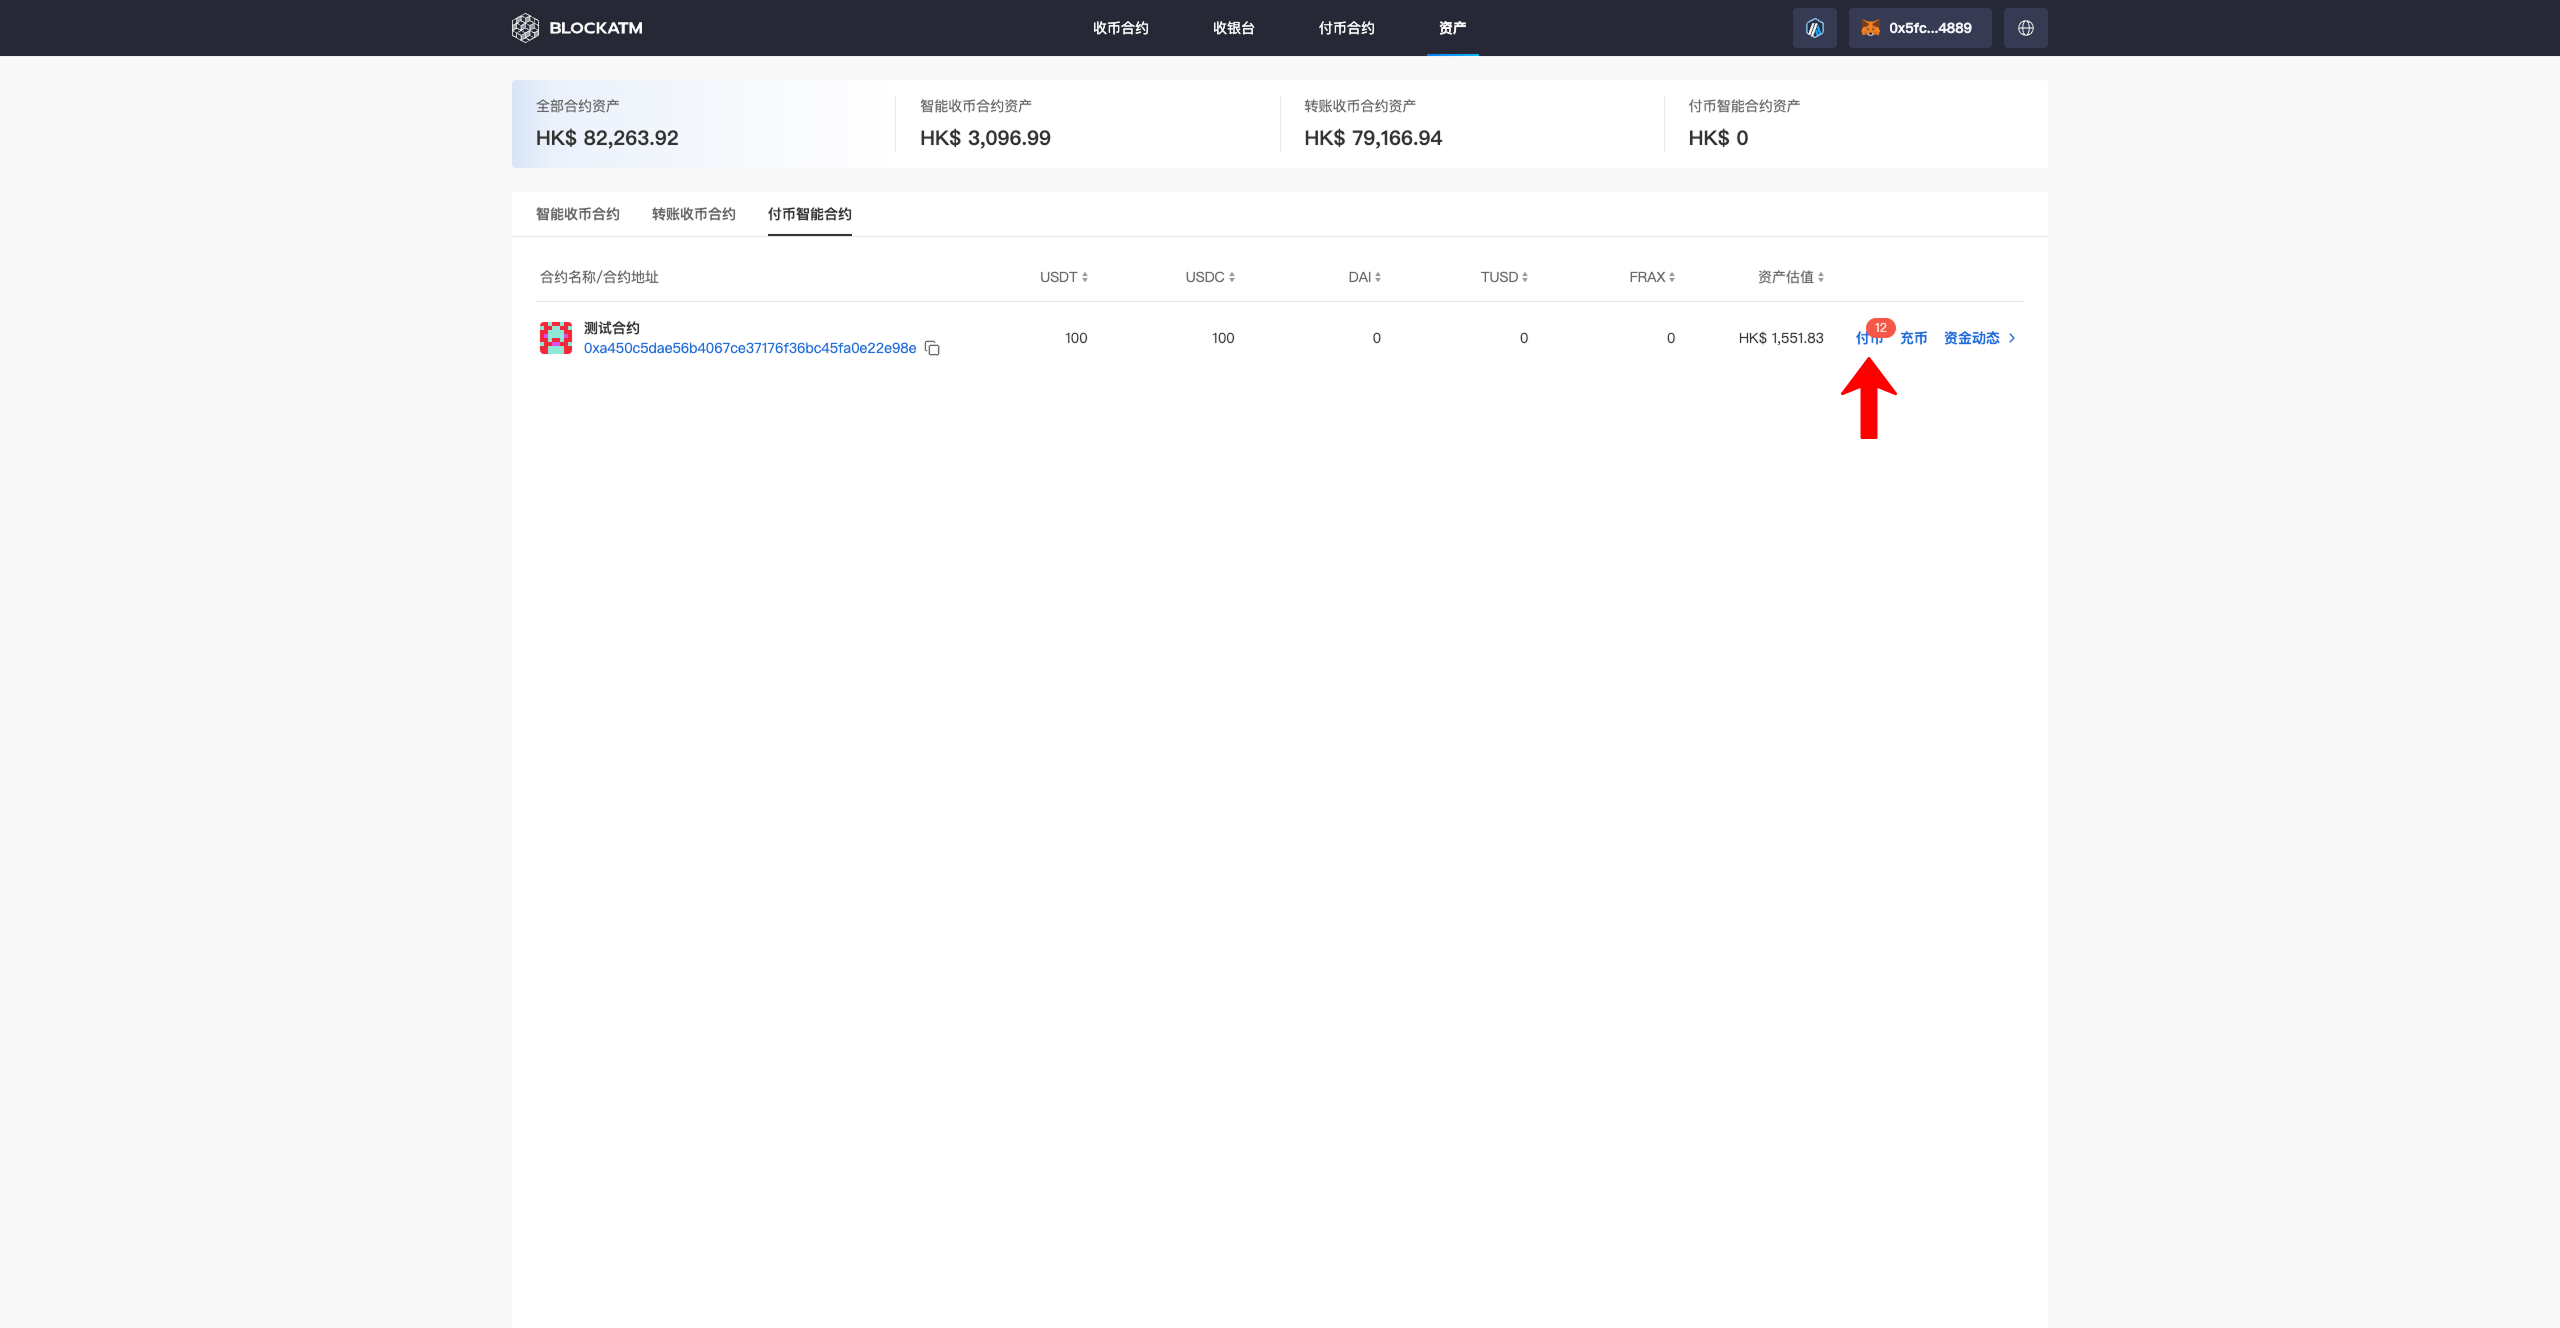 BLOCKATM
收币合约
收银台
付币合约
资产
0x5fc...4889
全部合约资产
HK$ 82,263.92
智能收币合约资产
HK$ 3,096.99
转账收币合约资产
HK$ 79,166.94
付币智能合约资产
HK$ 0
智能收币合约
转账收币合约
付币智能合约
合约名称/合约地址
USDT
USDC
DAI
TUSD
FRAX
资产估值
测试合约
0xa450c5dae56b4067ce37176f36bc45fa0e22e98e
100
100
0
0
0
HK$ 1,551.83
付币
12
充币
资金动态